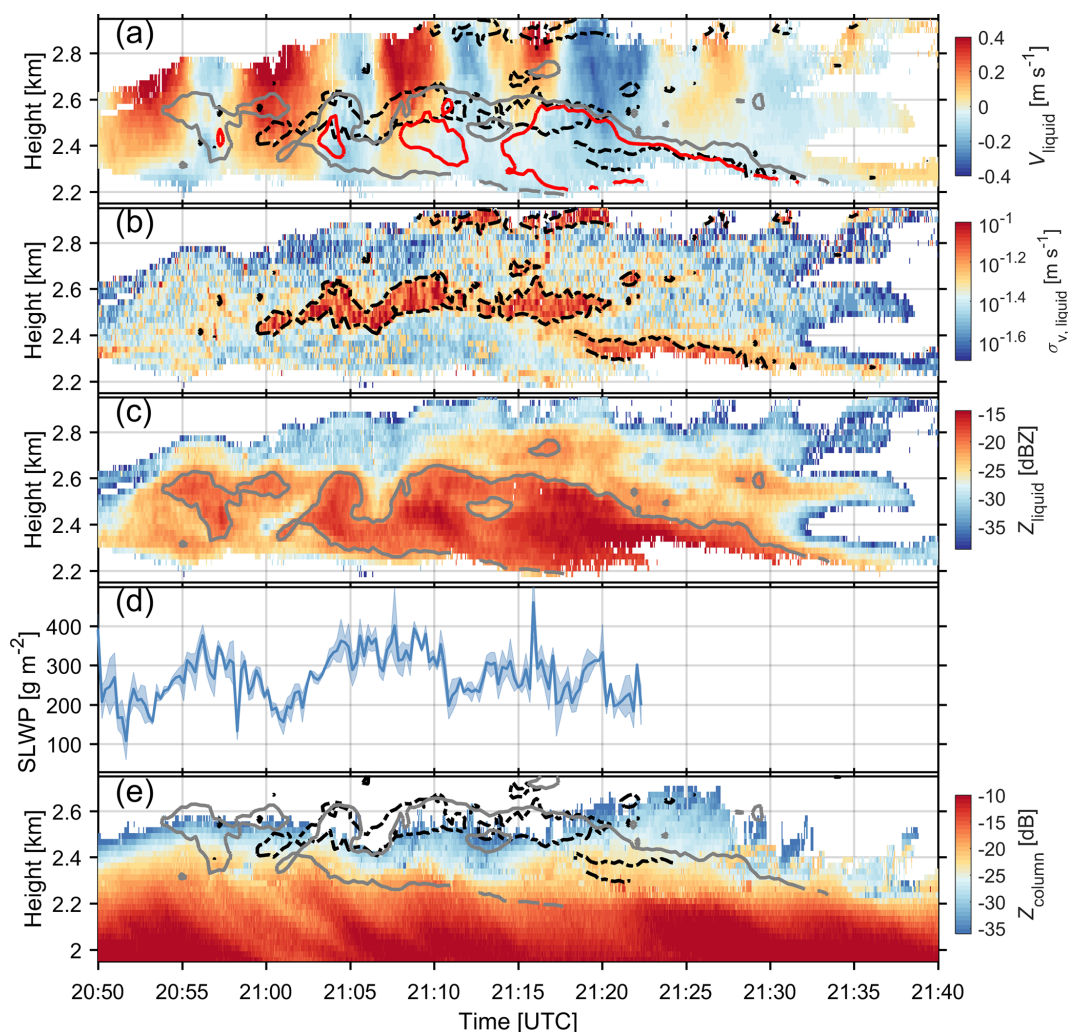 (a)
2.8
2.6
2.4
2.2
Height [km]
0.4
0.2
0
-0.2
-0.4
V liquid [m s-1]
(b)
2.8
2.6
2.4
2.2
Height [km]
10-1
10-1.2
10-1.4
10-1.6
σv, liquid [m s-1]
(c)
2.8
2.6
2.4
2.2
Height [km]
-15
-20
-25
-30
-35
Z liquid [dBZ]
(d)
400
300
200
100
SLWP [g m-2]
(e)
2.6
2.4
2.2
2
Height [km]
-10
-15
-20
-25
-30
-35
Z column [dB]
20:50 20:55 21:00 21:05 21:10 21:15 21:20 21:25 21:30 21:35 21:40
Time [UTC]